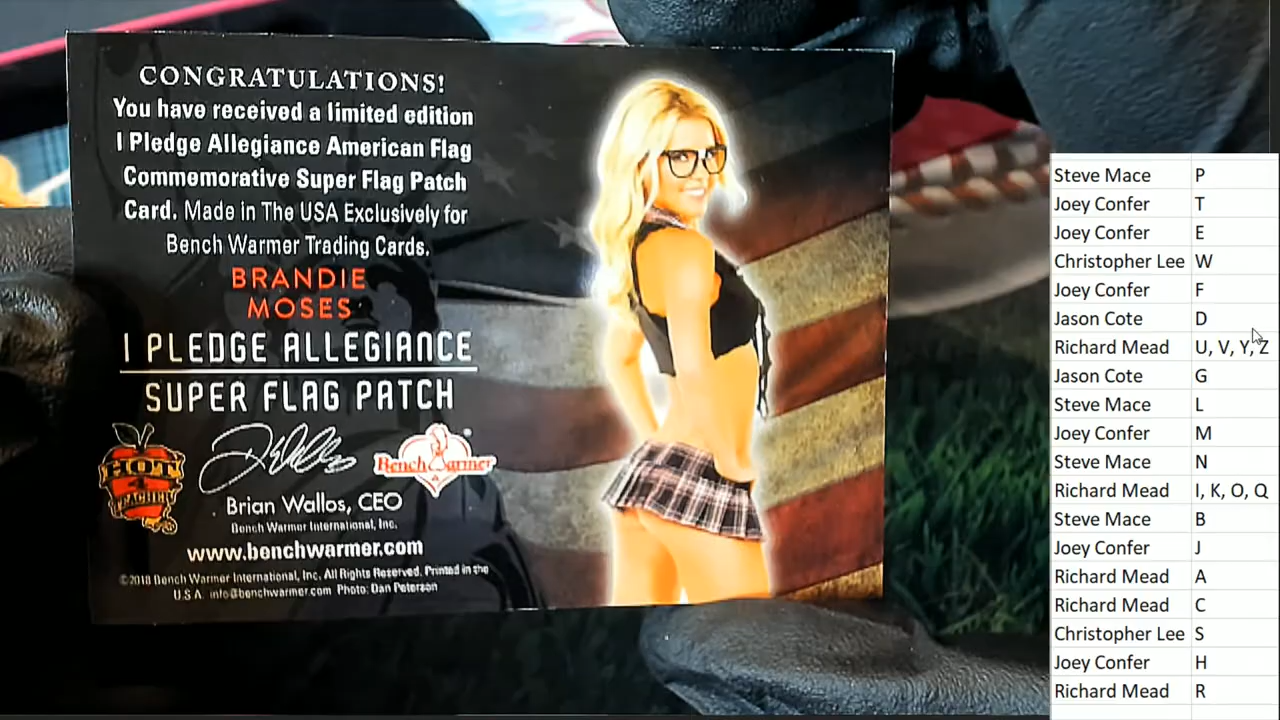 CONGRATULATIONS!
You have received a limited edition
I Pledge Allegiance American Flag
Commemorative Super Flag Patch
Card. Made in The USA Exclusively for
Bench Warmer Trading Cards.
BRANDIE
MOSES
I PLEDGE ALLEGIANCE
SUPER FLAG PATCH
HOT
4
TEACHER
BenchWarmer
Brian Wallos, CEO
Bench Warmer International, Inc.
www.benchwarmer.com
©2018 Bench Warmer International, Inc. All Rights Reserved. Printed in the
U.S.A. info@benchwarmer.com Photo: Dan Peterson
Steve Mace P
Joey Confer T
Joey Confer E
Christopher Lee W
Joey Confer F
Jason Cote D
Richard Mead U, V, Y, Z
Jason Cote G
Steve Mace L
Joey Confer M
Steve Mace N
Richard Mead I, K, O, Q
Steve Mace B
Joey Confer J
Richard Mead A
Richard Mead C
Christopher Lee S
Joey Confer H
Richard Mead R